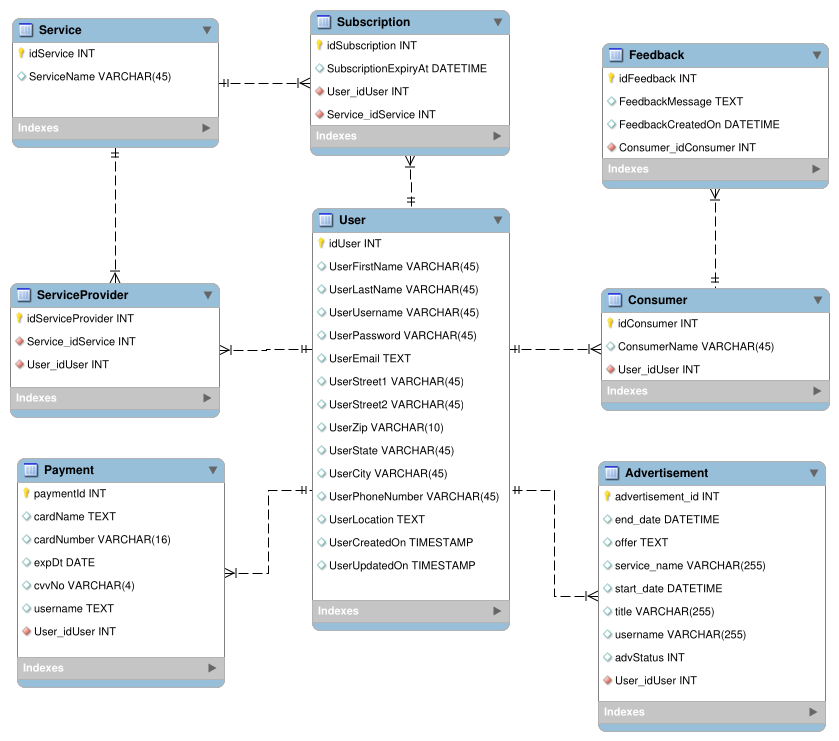 Service
idService INT
ServiceName VARCHAR(45)
Indexes
Subscription
idSubscription INT
SubscriptionExpiryAt DATETIME
User_idUser INT
Service_idService INT
Indexes
Feedback
idFeedback INT
FeedbackMessage TEXT
FeedbackCreatedOn DATETIME
Consumer_idConsumer INT
Indexes
ServiceProvider
idServiceProvider INT
Service_idService INT
User_idUser INT
Indexes
User
idUser INT
UserFirstName VARCHAR(45)
UserLastName VARCHAR(45)
UserUsername VARCHAR(45)
UserPassword VARCHAR(45)
UserEmail TEXT
UserStreet1 VARCHAR(45)
UserStreet2 VARCHAR(45)
UserZip VARCHAR(10)
UserState VARCHAR(45)
UserCity VARCHAR(45)
UserPhoneNumber VARCHAR(45)
UserLocation TEXT
UserCreatedOn TIMESTAMP
UserUpdatedOn TIMESTAMP
Indexes
Consumer
idConsumer INT
ConsumerName VARCHAR(45)
User_idUser INT
Indexes
Payment
paymentId INT
cardName TEXT
cardNumber VARCHAR(16)
expDt DATE
cvvNo VARCHAR(4)
username TEXT
User_idUser INT
Indexes
Advertisement
advertisement_id INT
end_date DATETIME
offer TEXT
service_name VARCHAR(255)
start_date DATETIME
title VARCHAR(255)
username VARCHAR(255)
advStatus INT
User_idUser INT
Indexes